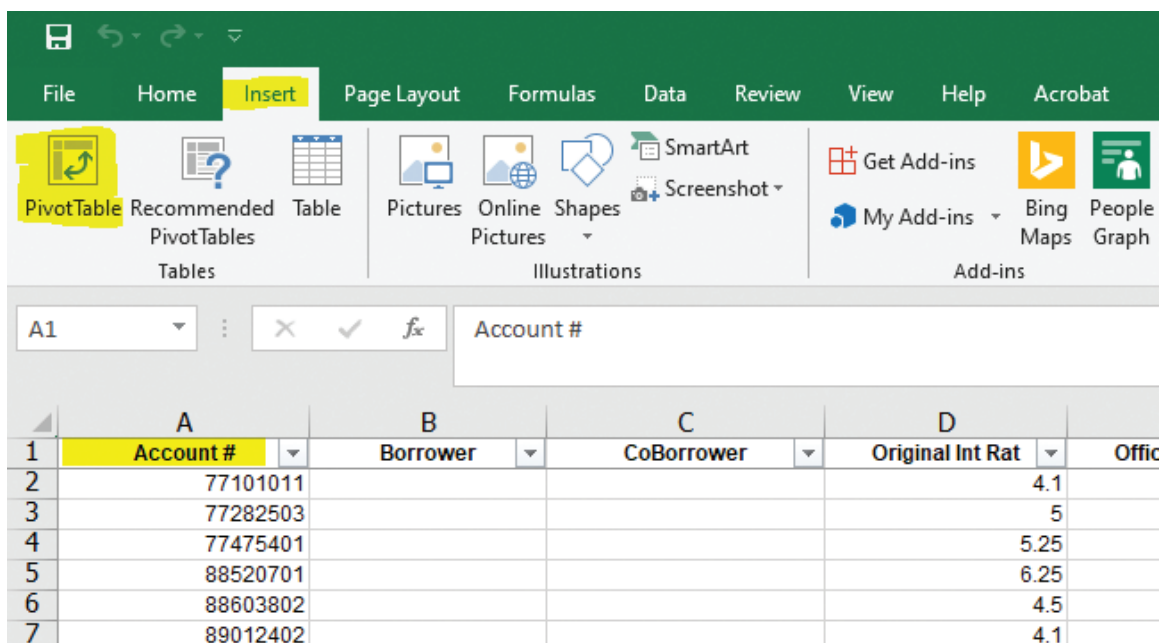 File Home Insert Page Layout Formulas Data Review View Help Acrobat
PivotTable Recommended PivotTables Table
Tables
Pictures Online Pictures Shapes SmartArt Screenshot
Illustrations
Get Add-ins My Add-ins Bing Maps People Graph
Add-ins
A1 fx Account #
A B C D
1 Account # Borrower CoBorrower Original Int Rat Offic
2 77101011 4.1
3 77282503 5
4 77475401 5.25
5 88520701 6.25
6 88603802 4.5
7 89012402 4.1